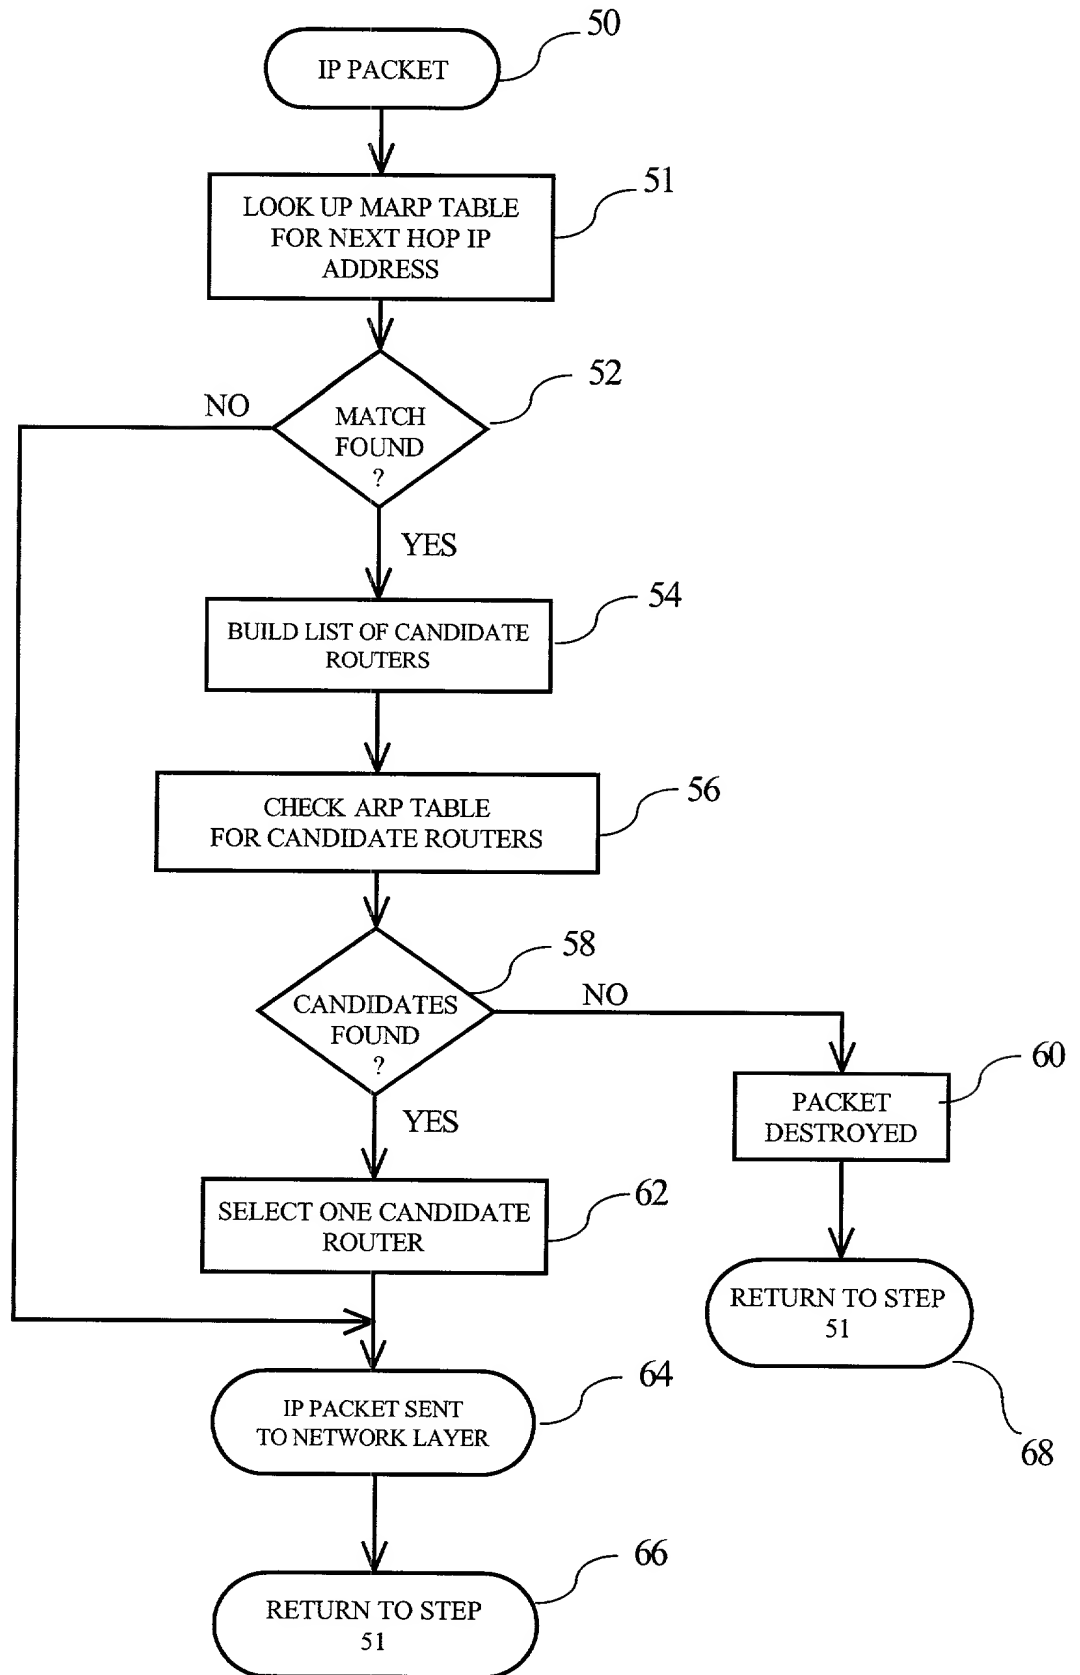 50
IP PACKET
51
LOOK UP MARP TABLE
FOR NEXT HOP IP
ADDRESS
52
NO
MATCH
FOUND
?
YES
54
BUILD LIST OF CANDIDATE
ROUTERS
56
CHECK ARP TABLE
FOR CANDIDATE ROUTERS
58
CANDIDATES
FOUND
?
NO
60
PACKET
DESTROYED
YES
62
SELECT ONE CANDIDATE
ROUTER
RETURN TO STEP
51
68
64
IP PACKET SENT
TO NETWORK LAYER
66
RETURN TO STEP
51